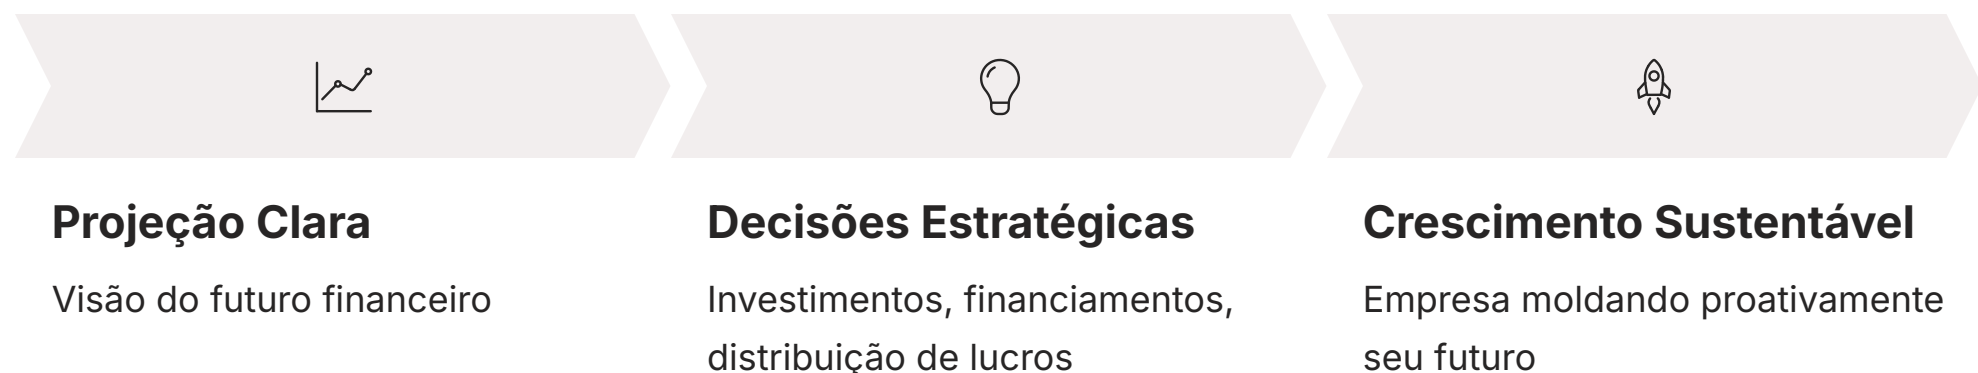 Projeção Clara
Visão do futuro financeiro
Decisões Estratégicas
Investimentos, financiamentos,
distribuição de lucros
Crescimento Sustentável
Empresa moldando proativamente
seu futuro